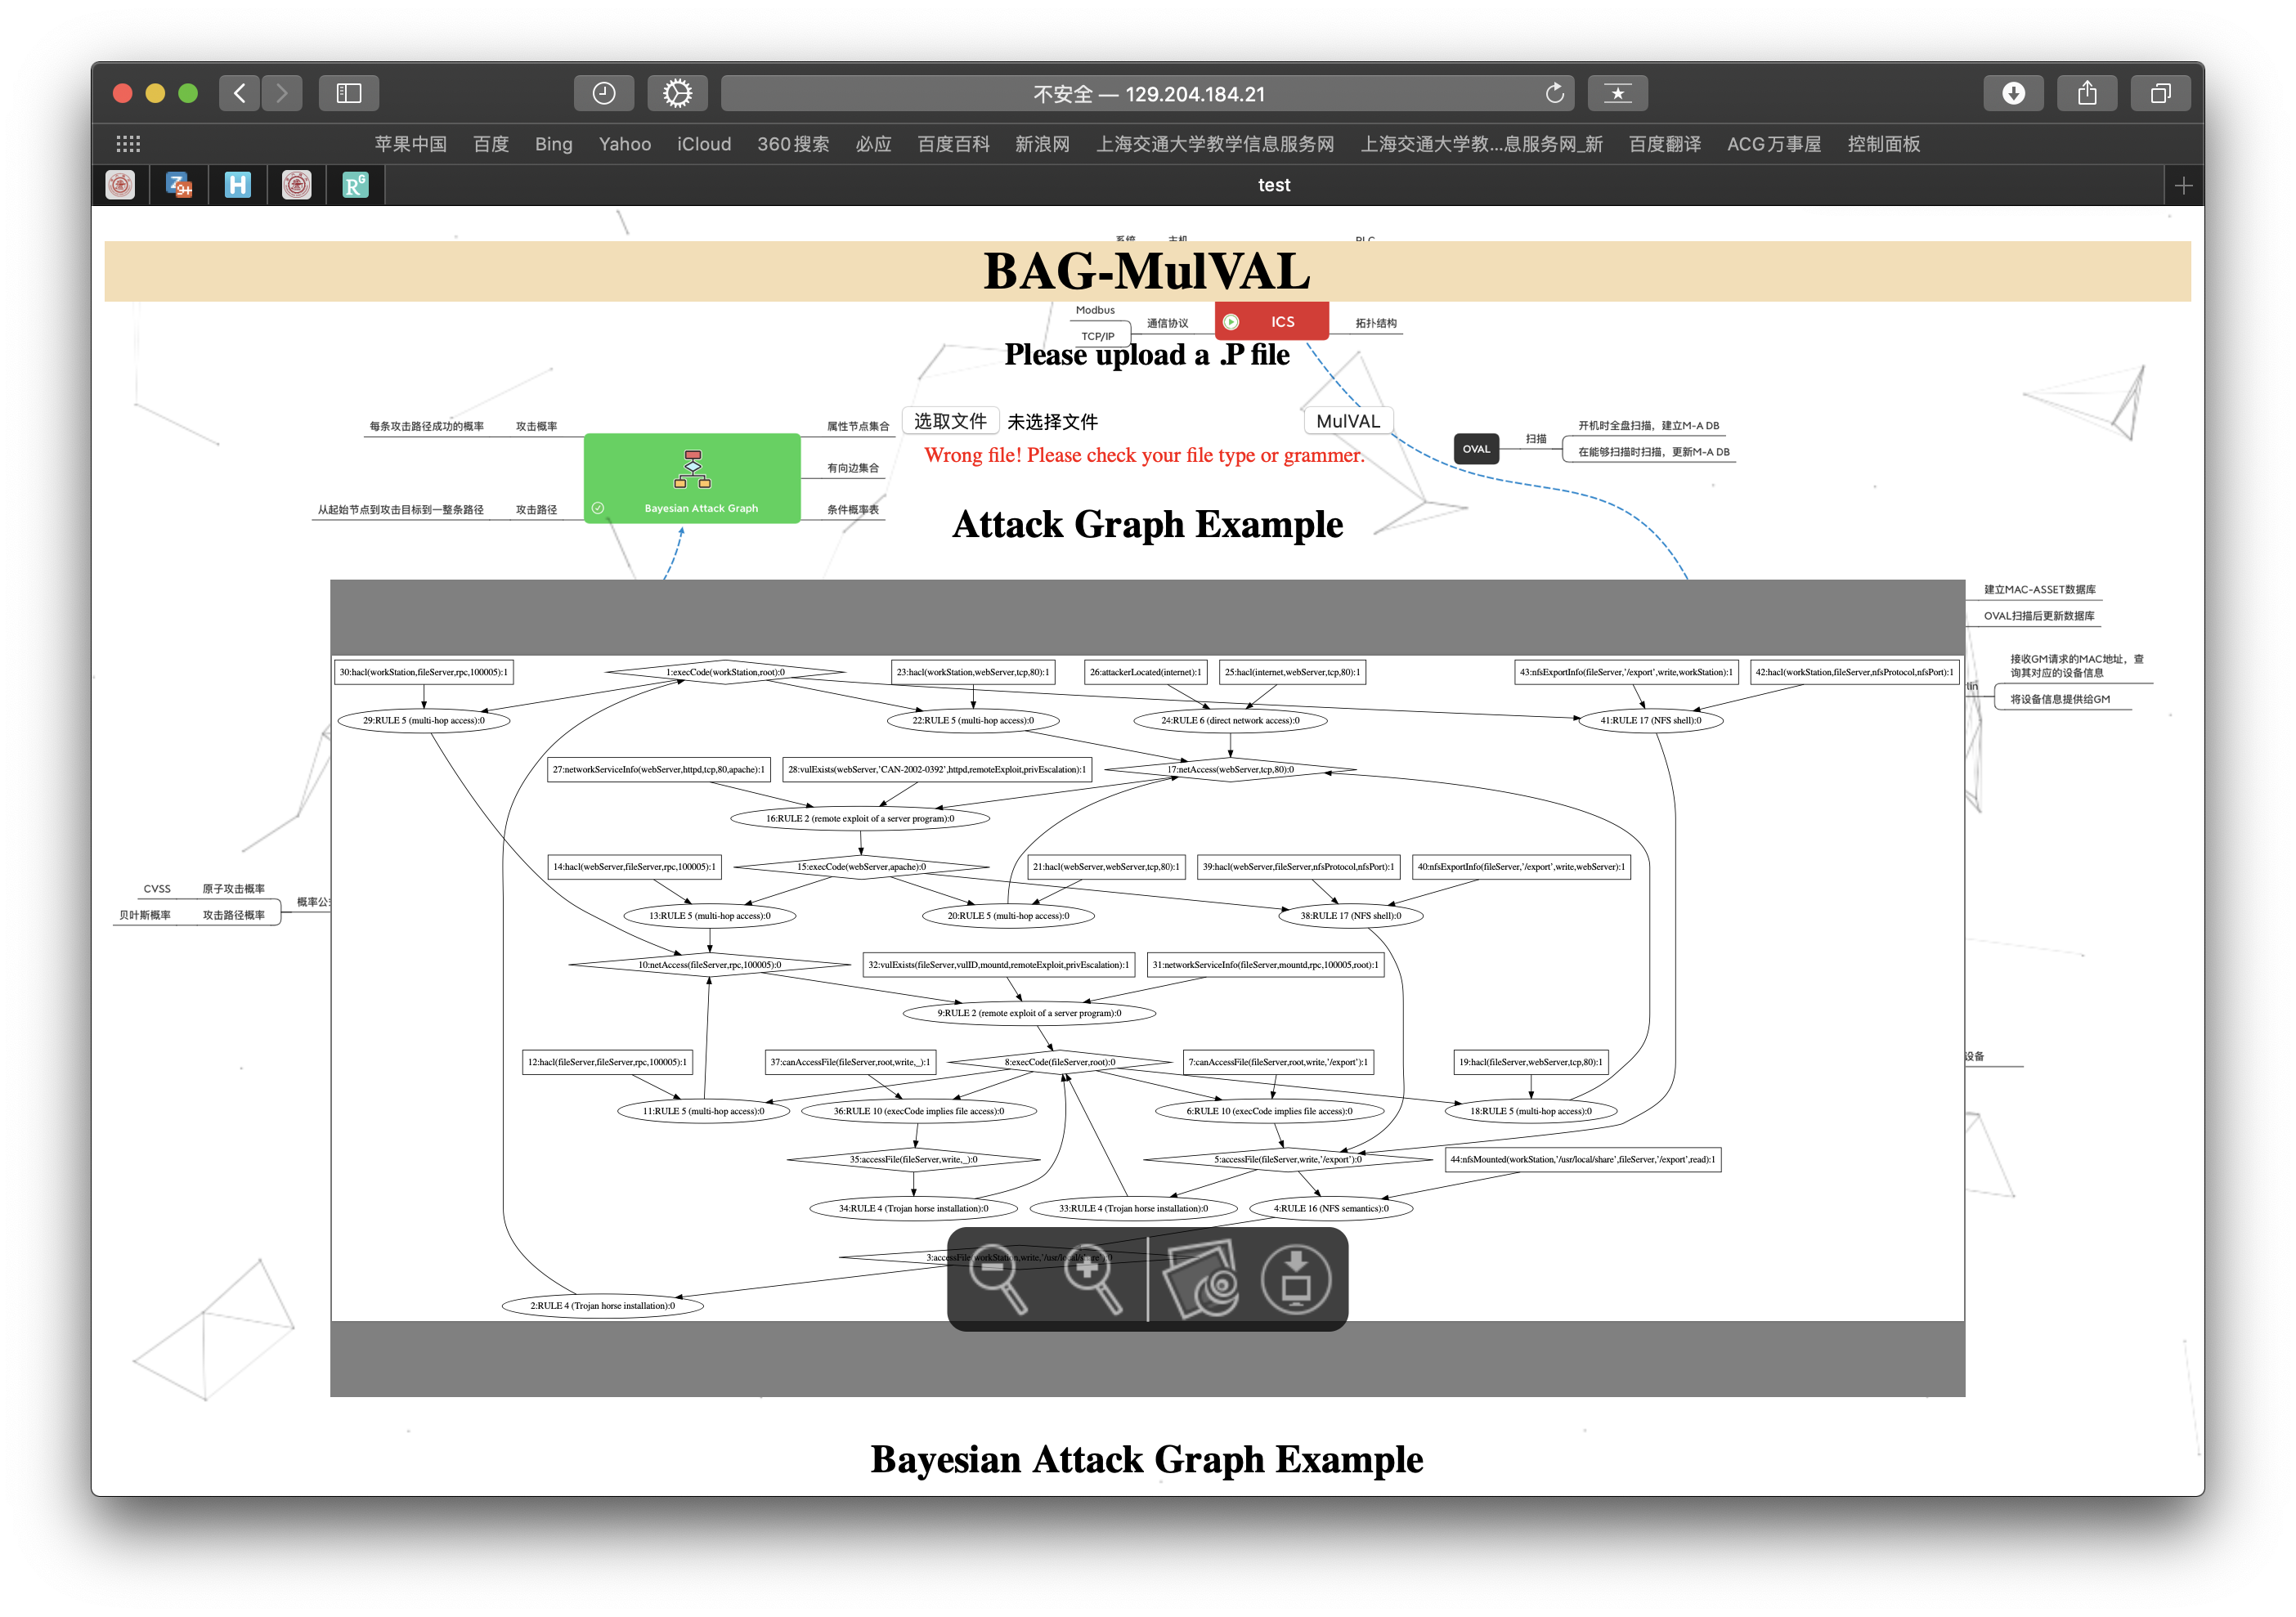 不安全 — 129.204.184.21
苹果中国 百度 Bing Yahoo iCloud 360搜索 必应 百度百科 新浪网 上海交通大学教学信息服务网 上海交通大学教...息服务网_新 百度翻译 ACG万事屋 控制面板
test
BAG-MulVAL
Modbus
通信协议
ICS
拓扑结构
TCP/IP
Please upload a .P file
选取文件 未选择文件
MulVAL
Wrong file! Please check your file type or grammer.
每条攻击路径成功的概率
攻击概率
属性节点集合
有向边集合
从起始节点到攻击目标到一整条路径
攻击路径
Bayesian Attack Graph
条件概率表
OVAL
扫描
开机时全盘扫描，建立M-A DB
在能够扫描时扫描，更新M-A DB
Attack Graph Example
建立MAC-ASSET数据库
OVAL扫描后更新数据库
接收GM请求的MAC地址，查
询其对应的设备信息
将设备信息提供给GM
tin
CVSS
原子攻击概率
概率公
贝叶斯概率
攻击路径概率
设备
30:hacl(workStation,fileServer,rpc,100005):1
1:execCode(workStation,root):0
23:hacl(workStation,webServer,tcp,80):1
26:attackerLocated(internet):1
25:hacl(internet,webServer,tcp,80):1
43:nfsExportInfo(fileServer,'/export',write,workStation):1
42:hacl(workStation,fileServer,nfsProtocol,nfsPort):1
29:RULE 5 (multi-hop access):0
22:RULE 5 (multi-hop access):0
24:RULE 6 (direct network access):0
41:RULE 17 (NFS shell):0
27:networkServiceInfo(webServer,httpd,tcp,80,apache):1
28:vulExists(webServer,'CAN-2002-0392',httpd,remoteExploit,privEscalation):1
17:netAccess(webServer,tcp,80):0
16:RULE 2 (remote exploit of a server program):0
14:hacl(webServer,fileServer,rpc,100005):1
15:execCode(webServer,apache):0
21:hacl(webServer,webServer,tcp,80):1
39:hacl(webServer,fileServer,nfsProtocol,nfsPort):1
40:nfsExportInfo(fileServer,'/export',write,webServer):1
13:RULE 5 (multi-hop access):0
20:RULE 5 (multi-hop access):0
38:RULE 17 (NFS shell):0
10:netAccess(fileServer,rpc,100005):0
32:vulExists(fileServer,vulID,mountd,remoteExploit,privEscalation):1
31:networkServiceInfo(fileServer,mountd,rpc,100005,root):1
9:RULE 2 (remote exploit of a server program):0
12:hacl(fileServer,fileServer,rpc,100005):1
37:canAccessFile(fileServer,root,write,_):1
8:execCode(fileServer,root):0
7:canAccessFile(fileServer,root,write,'/export'):1
19:hacl(fileServer,webServer,tcp,80):1
11:RULE 5 (multi-hop access):0
36:RULE 10 (execCode implies file access):0
6:RULE 10 (execCode implies file access):0
18:RULE 5 (multi-hop access):0
35:accessFile(fileServer,write,_):0
5:accessFile(fileServer,write,'/export'):0
44:nfsMounted(workStation,'/usr/local/share',fileServer,'/export',read):1
34:RULE 4 (Trojan horse installation):0
33:RULE 4 (Trojan horse installation):0
4:RULE 16 (NFS semantics):0
3:accessFile(workStation,write,'/usr/local/share'):0
2:RULE 4 (Trojan horse installation):0
Bayesian Attack Graph Example